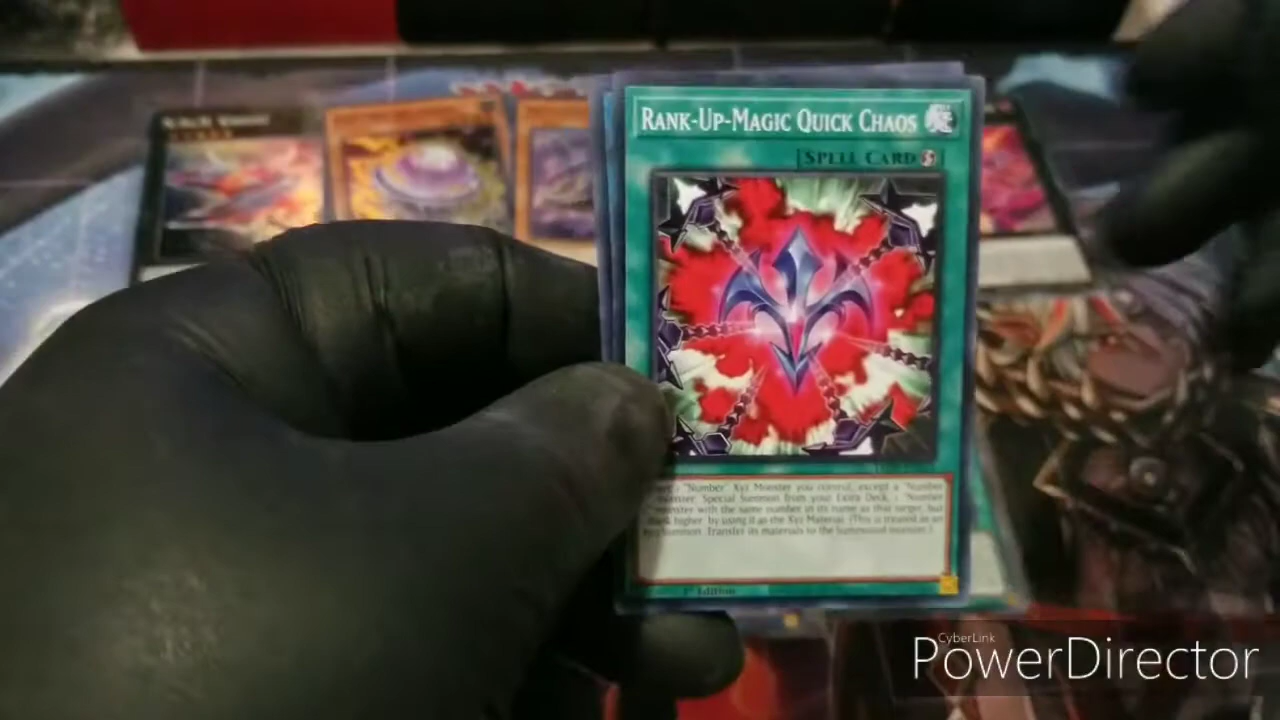 RANK-UP-MAGIC QUICK CHAOS
SPELL CARD
"Number" Xyz Monster you control, except a "Number
monster; Special Summon from your Extra Deck, 1 "Number
monster with the same number in its name as that target, but
higher, by using it as the Xyz Material. (This is treated as an
Summon. Transfer its materials to the Summoned monster.)
1st Edition
CyberLink
PowerDirector